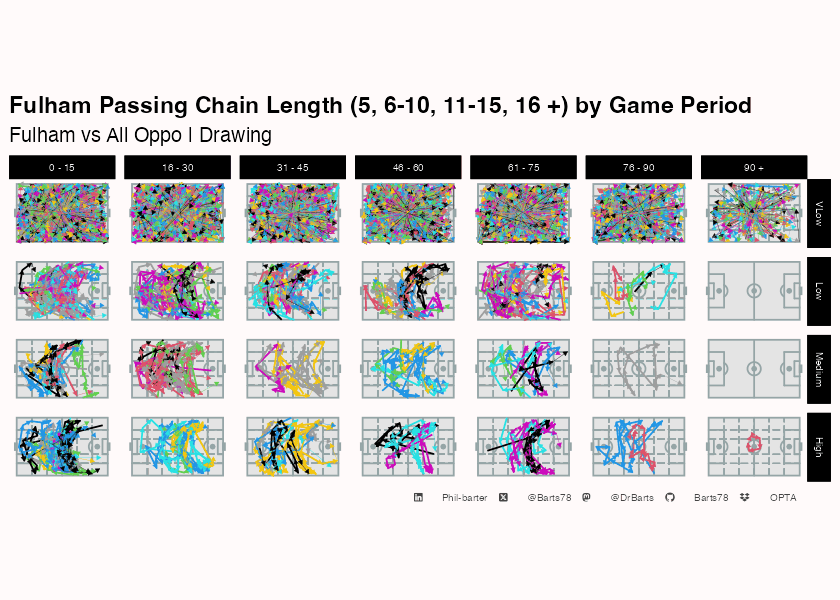 Fulham Passing Chain Length (5, 6-10, 11-15, 16 +) by Game Period
Fulham vs All Oppo | Drawing
0 - 15 16 - 30 31 - 45 46 - 60 61 - 75 76 - 90 90 +
VLow
Low
Medium
High
Phil-barter @Barts78 @DrBarts Barts78 OPTA